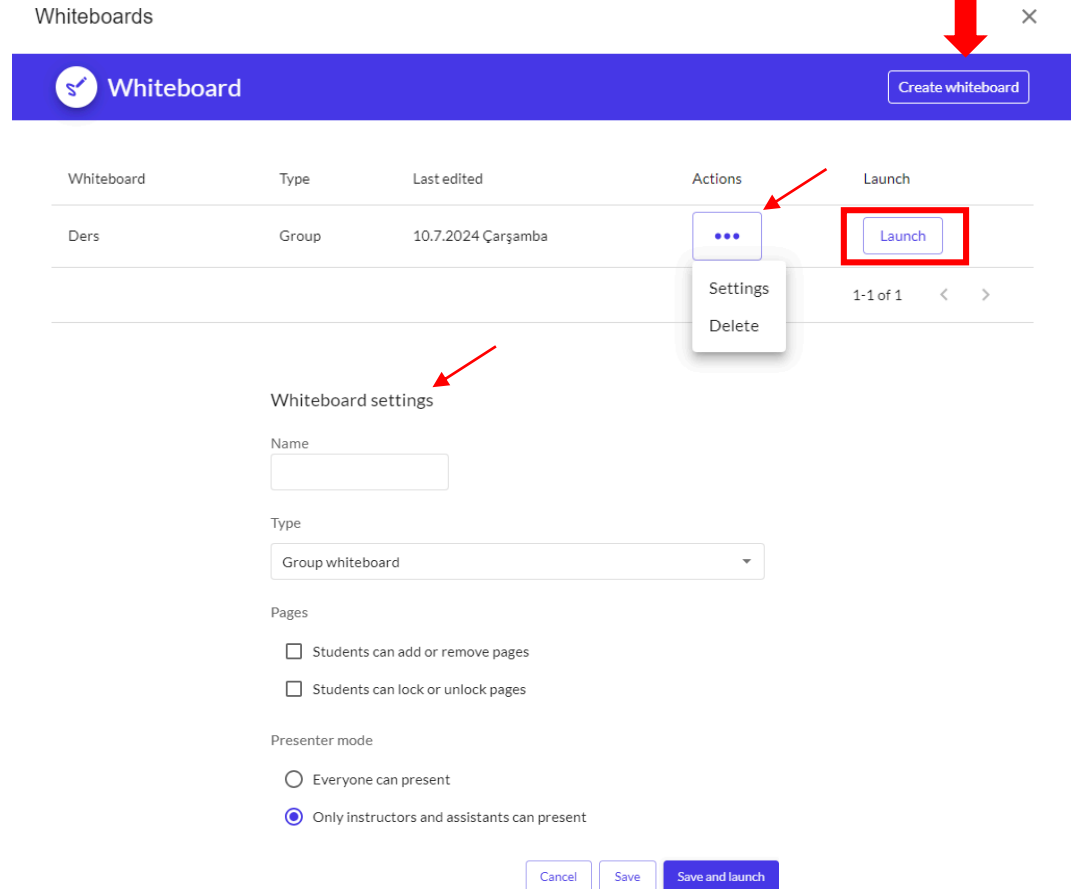 Whiteboards
Whiteboard Create whiteboard
Whiteboard Type Last edited Actions Launch
Ders Group 10.7.2024 Çarşamba ••• Launch
Settings
1-1 of 1 < >
Delete
Whiteboard settings
Name
Type
Group whiteboard
Pages
Students can add or remove pages
Students can lock or unlock pages
Presenter mode
Everyone can present
Only instructors and assistants can present
Cancel Save Save and launch